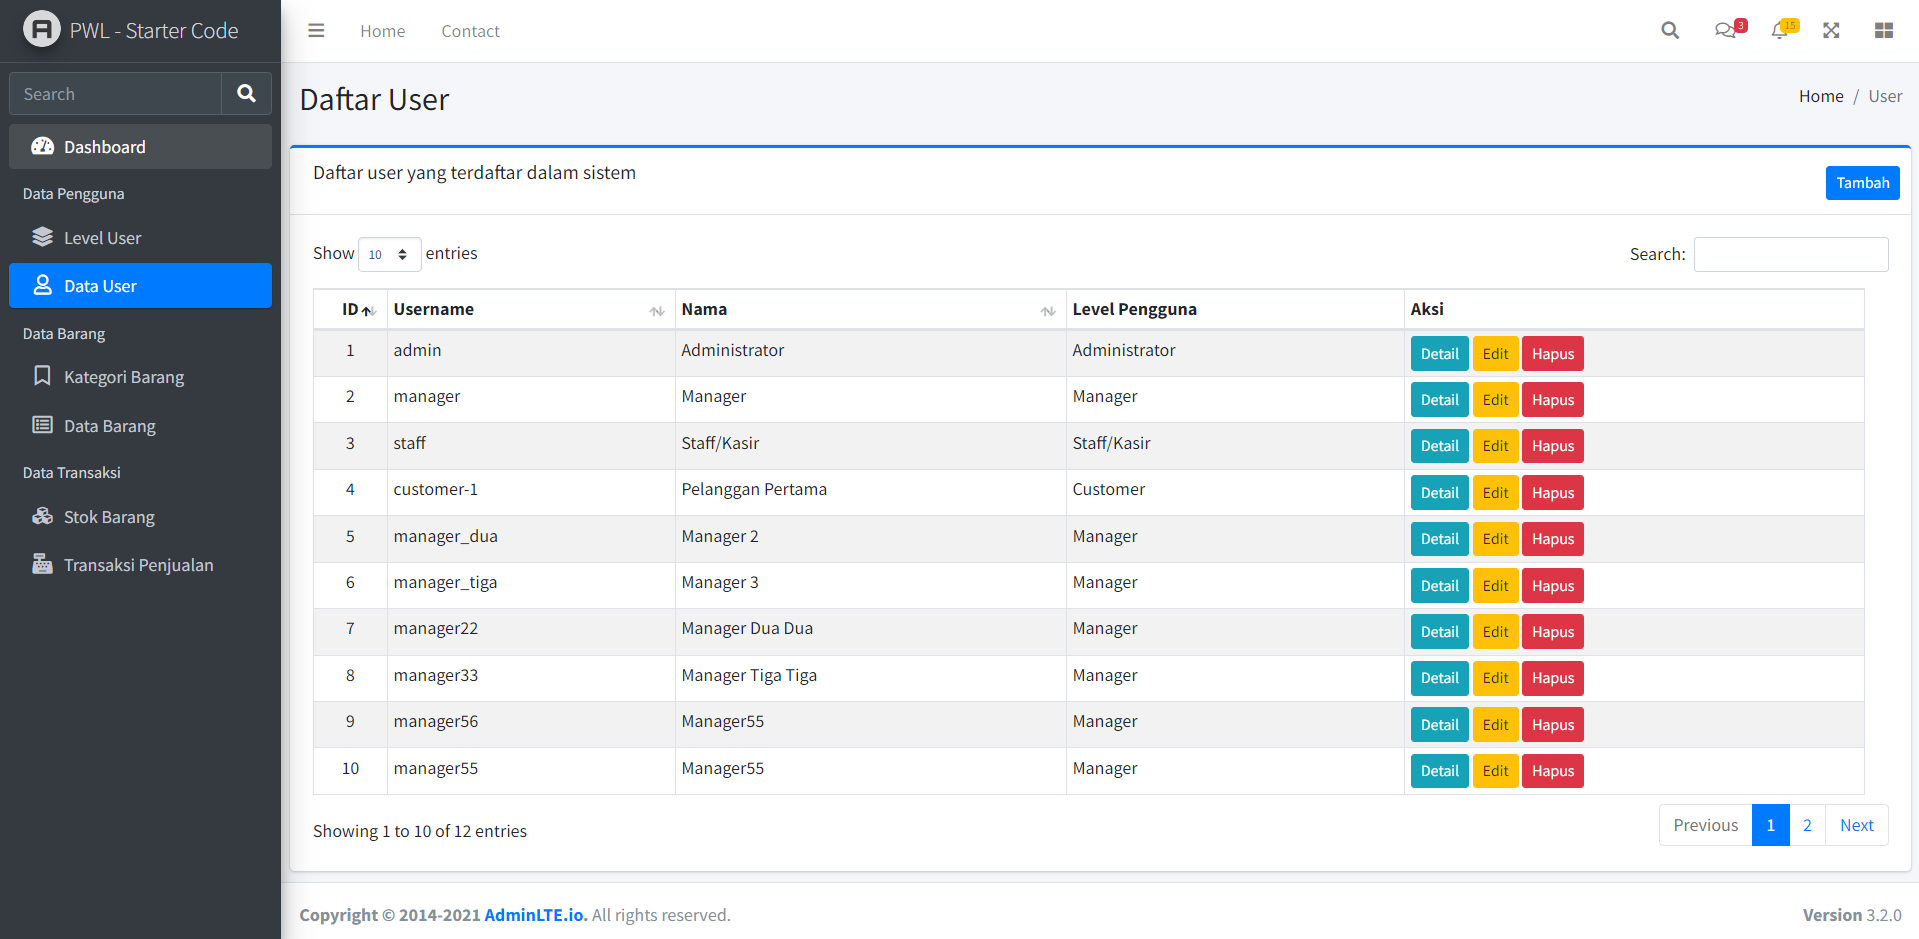 PWL - Starter Code
Home
Contact
3
15
Search
Dashboard
Data Pengguna
Level User
Data User
Data Barang
Kategori Barang
Data Barang
Data Transaksi
Stok Barang
Transaksi Penjualan
Daftar User
Home / User
Daftar user yang terdaftar dalam sistem
Tambah
Show 10 entries
Search:
ID Username Nama Level Pengguna Aksi
1 admin Administrator Administrator Detail Edit Hapus
2 manager Manager Manager Detail Edit Hapus
3 staff Staff/Kasir Staff/Kasir Detail Edit Hapus
4 customer-1 Pelanggan Pertama Customer Detail Edit Hapus
5 manager_dua Manager 2 Manager Detail Edit Hapus
6 manager_tiga Manager 3 Manager Detail Edit Hapus
7 manager22 Manager Dua Dua Manager Detail Edit Hapus
8 manager33 Manager Tiga Tiga Manager Detail Edit Hapus
9 manager56 Manager55 Manager Detail Edit Hapus
10 manager55 Manager55 Manager Detail Edit Hapus
Showing 1 to 10 of 12 entries
Previous 1 2 Next
Copyright © 2014-2021 AdminLTE.io. All rights reserved.
Version 3.2.0